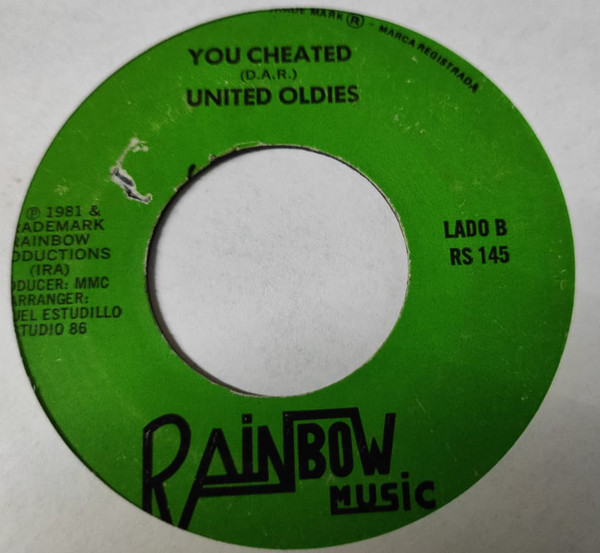 TRADE MARK ® - MARCA REGISTRADA
YOU CHEATED
(D.A.R.)
UNITED OLDIES
℗ 1981 &
RADEMARK
RAINBOW
ODUCTIONS
(IRA)
ODUCER: MMC
ARRANGER:
UEL ESTUDILLO
STUDIO 86
LADO B
RS 145
RAINBOW
MUSIC